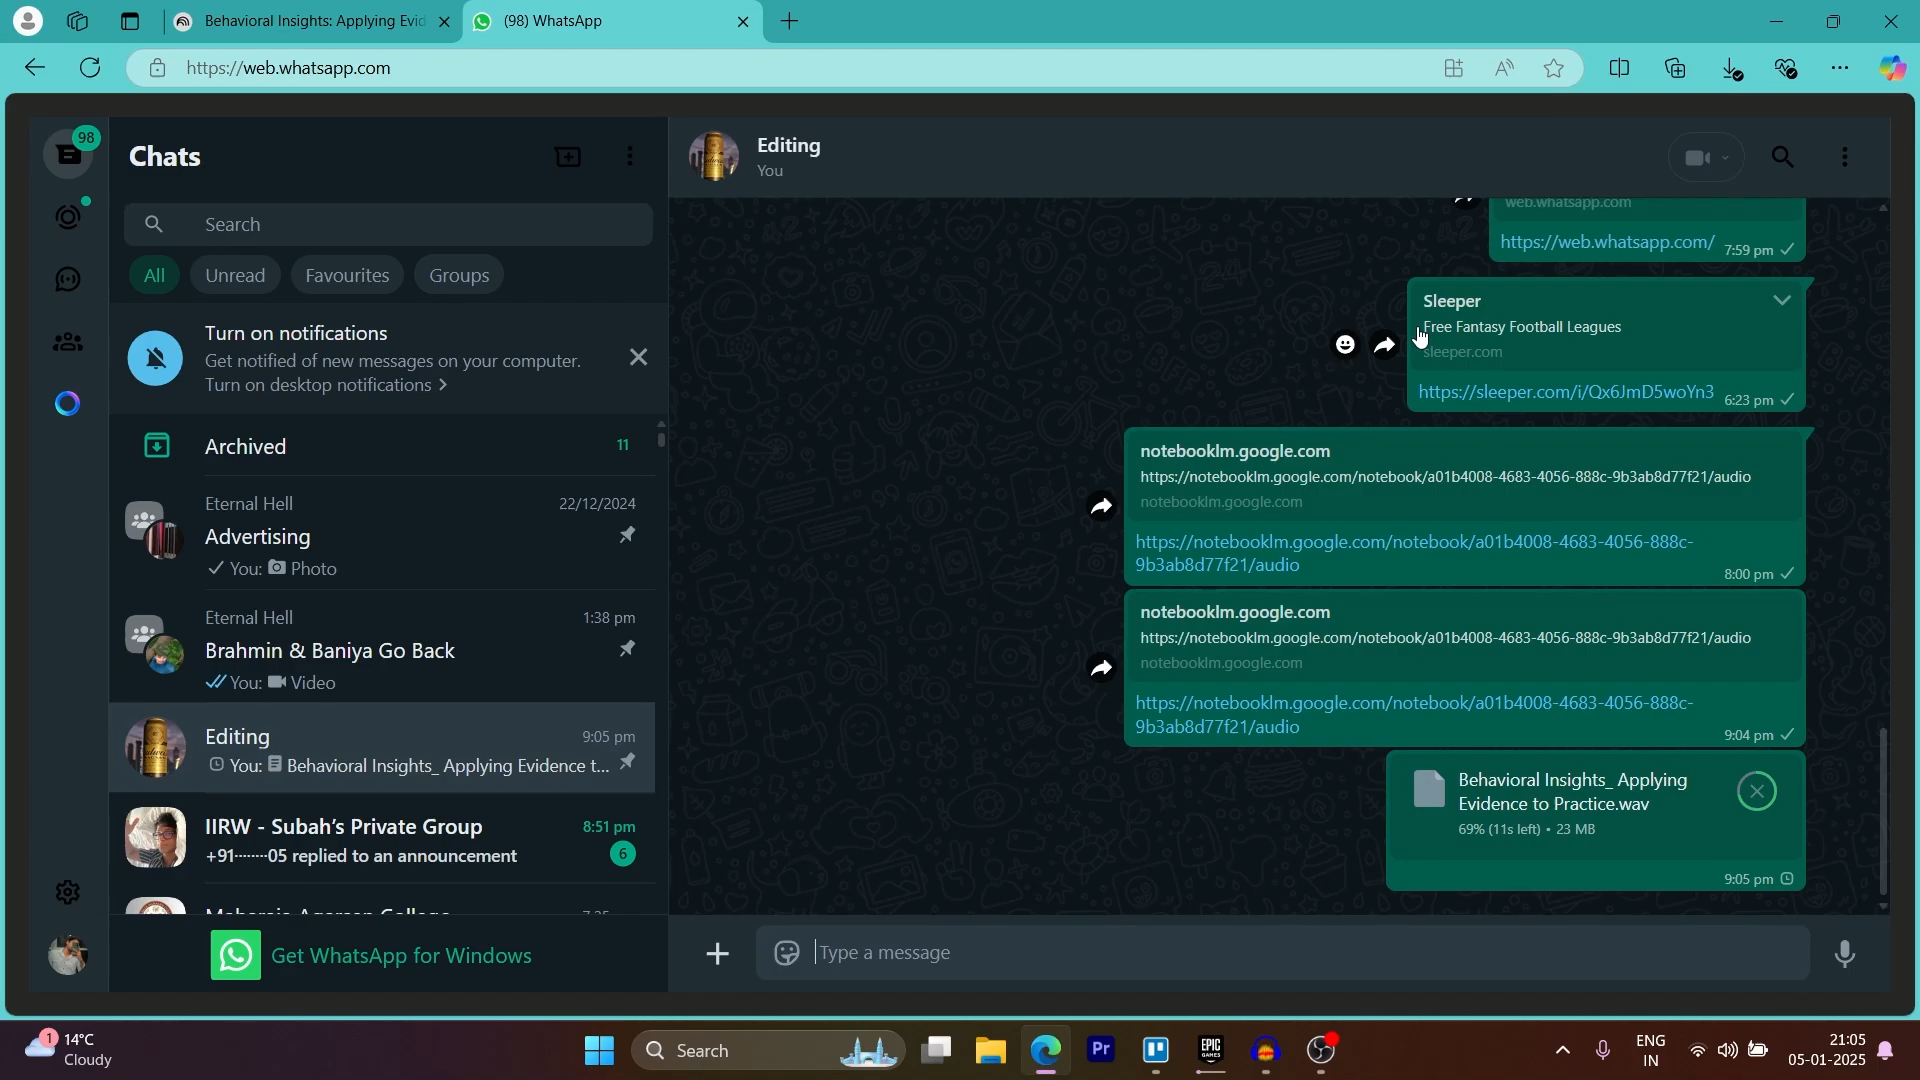 Behavioral Insights: Applying Evid
(98) WhatsApp
https://web.whatsapp.com
98
Chats
Search
All
Unread
Favourites
Groups
Turn on notifications
Get notified of new messages on your computer.
Turn on desktop notifications >
Archived
11
Eternal Hell
22/12/2024
Advertising
You: Photo
Eternal Hell
1:38 pm
Brahmin & Baniya Go Back
You: Video
Editing
9:05 pm
You: Behavioral Insights_ Applying Evidence t...
IIRW - Subah's Private Group
8:51 pm
+91········05 replied to an announcement
6
Get WhatsApp for Windows
Editing
You
web.whatsapp.com
https://web.whatsapp.com/
7:59 pm
Sleeper
Free Fantasy Football Leagues
sleeper.com
https://sleeper.com/i/Qx6JmD5woYn3
6:23 pm
notebooklm.google.com
https://notebooklm.google.com/notebook/a01b4008-4683-4056-888c-9b3ab8d77f21/audio
notebooklm.google.com
https://notebooklm.google.com/notebook/a01b4008-4683-4056-888c-
9b3ab8d77f21/audio
8:00 pm
notebooklm.google.com
https://notebooklm.google.com/notebook/a01b4008-4683-4056-888c-9b3ab8d77f21/audio
notebooklm.google.com
https://notebooklm.google.com/notebook/a01b4008-4683-4056-888c-
9b3ab8d77f21/audio
9:04 pm
Behavioral Insights_ Applying
Evidence to Practice.wav
69% (11s left) • 23 MB
9:05 pm
Type a message
1
14°C
Cloudy
Search
Pr
EPIC
GAMES
ENG
IN
21:05
05-01-2025